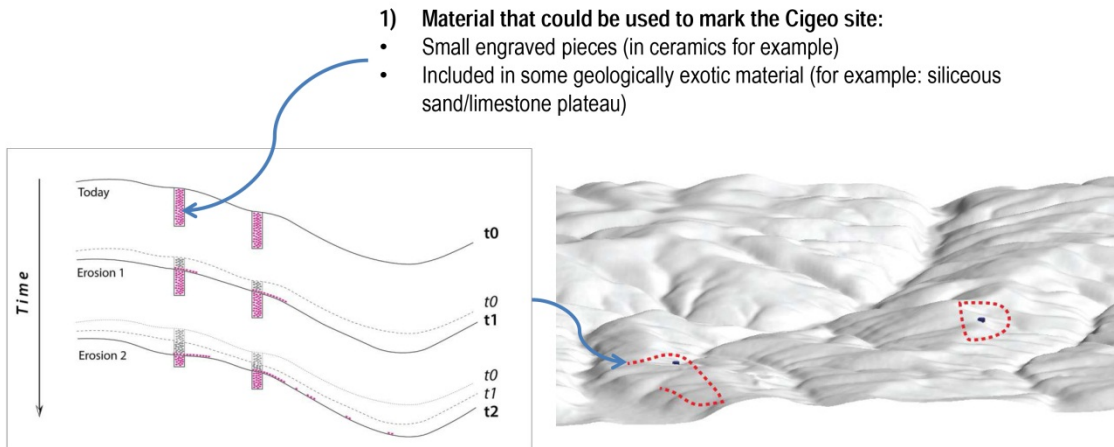 1) Material that could be used to mark the Cigeo site:
• Small engraved pieces (in ceramics for example)
• Included in some geologically exotic material (for example: siliceous
sand/limestone plateau)
Time
Today
t0
Erosion 1
t0
t1
Erosion 2
t0
t1
t2